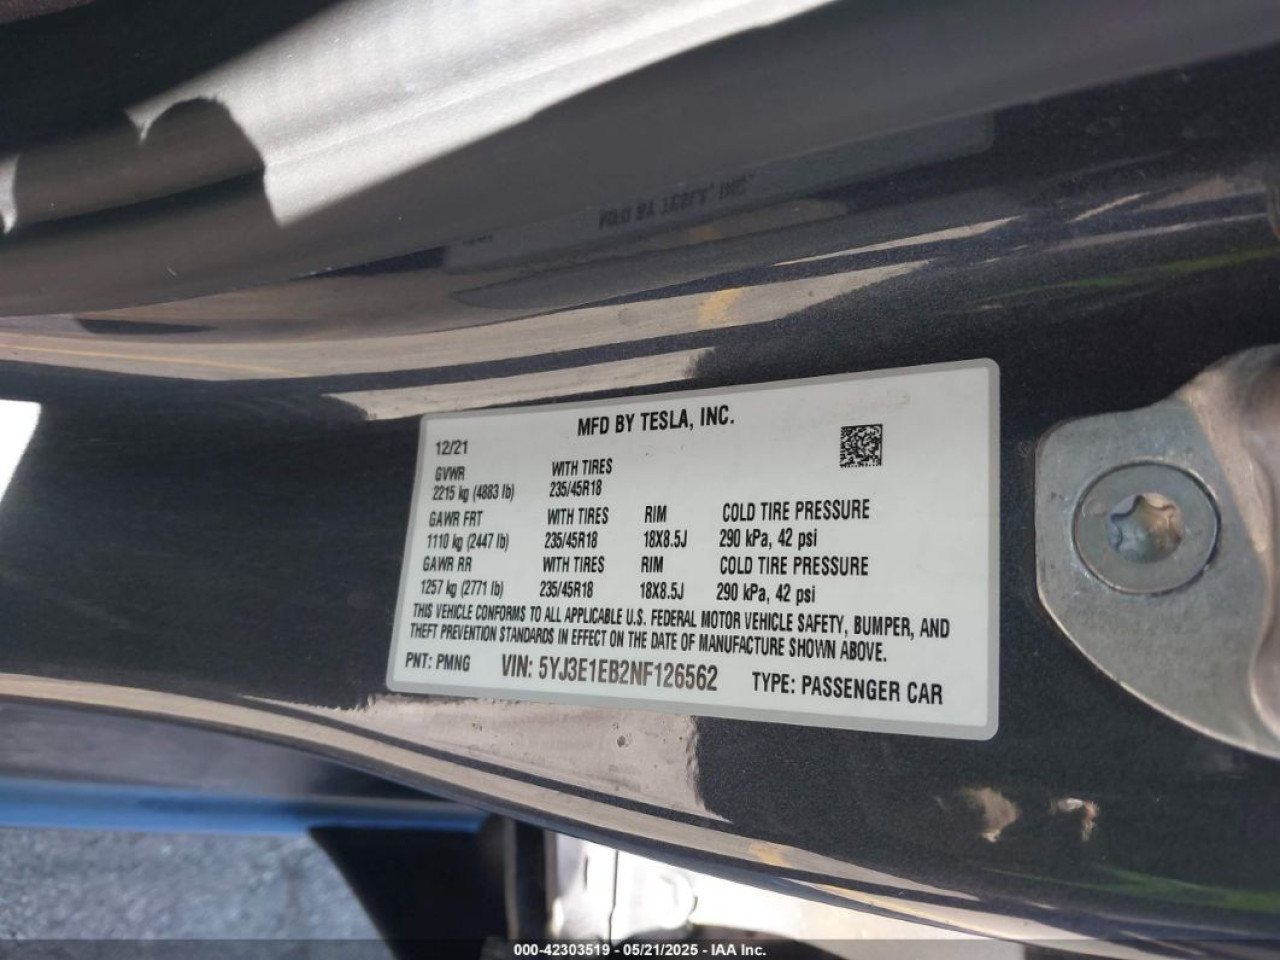 MFD BY TESLA, INC.
12/21
GVWR WITH TIRES
2215 kg (4883 lb) 235/45R18
GAWR FRT WITH TIRES RIM COLD TIRE PRESSURE
1110 kg (2447 lb) 235/45R18 18X8.5J 290 kPa, 42 psi
GAWR RR WITH TIRES RIM COLD TIRE PRESSURE
1257 kg (2771 lb) 235/45R18 18X8.5J 290 kPa, 42 psi
THIS VEHICLE CONFORMS TO ALL APPLICABLE U.S. FEDERAL MOTOR VEHICLE SAFETY, BUMPER, AND
THEFT PREVENTION STANDARDS IN EFFECT ON THE DATE OF MANUFACTURE SHOWN ABOVE.
PNT: PMNG VIN: 5YJ3E1EB2NF126562 TYPE: PASSENGER CAR
000-42303519 - 05/21/2025 - IAA Inc.